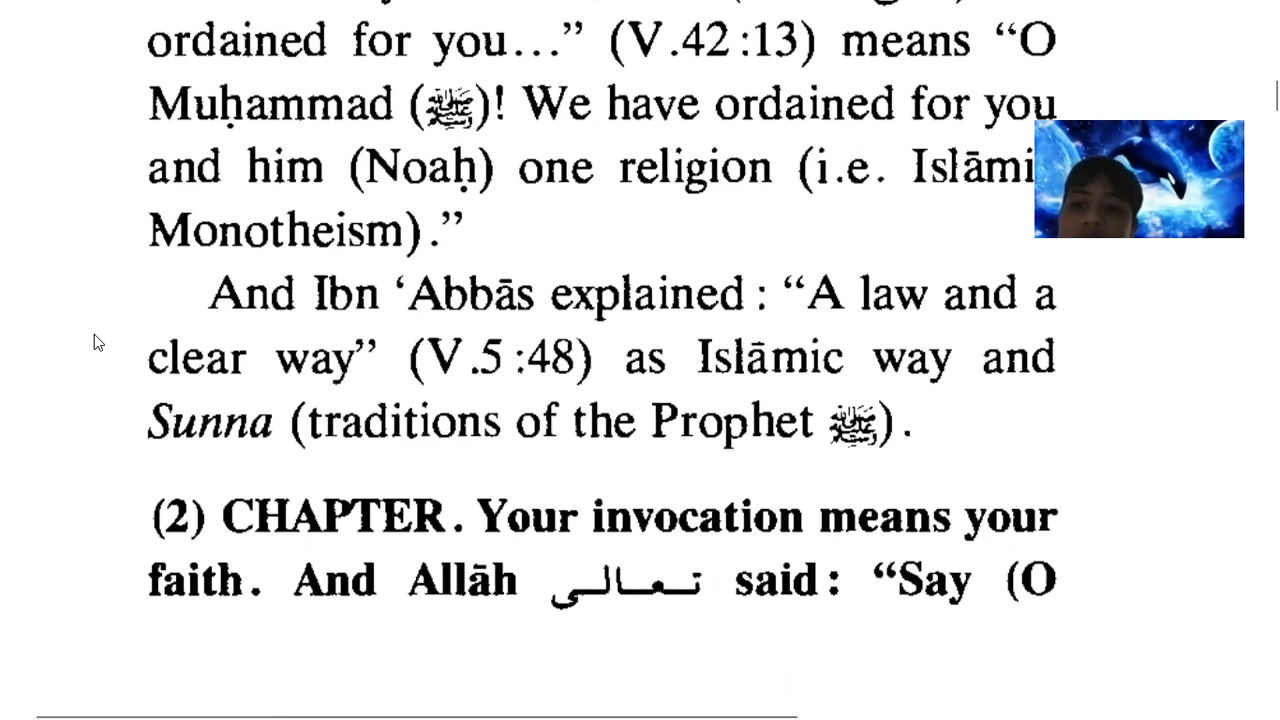 ordained for you...” (V.42:13) means “O
Muḥammad (ﷺ)! We have ordained for you
and him (Noaḥ) one religion (i.e. Islāmi
Monotheism).”
And Ibn ‘Abbās explained: “A law and a
clear way” (V.5:48) as Islāmic way and
Sunna (traditions of the Prophet ﷺ).
(2) CHAPTER. Your invocation means your
faith. And Allāh تعالى said: “Say (O